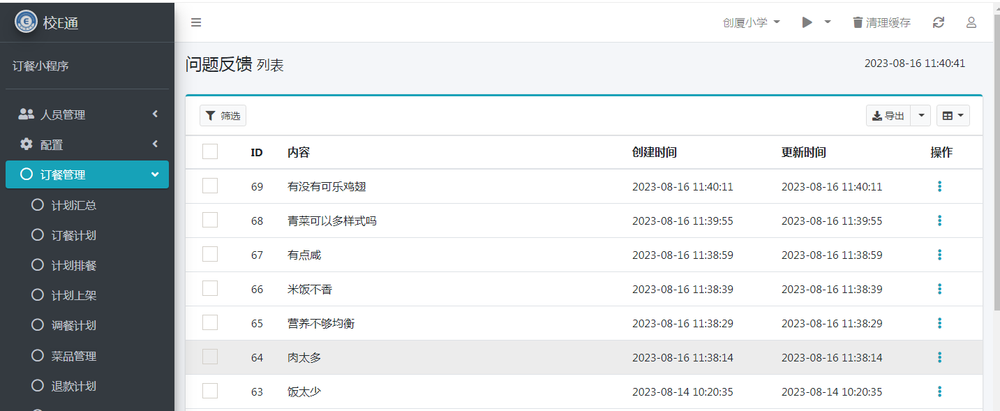 校E通
创厦小学
清理缓存
订餐小程序
问题反馈 列表
2023-08-16 11:40:41
人员管理
配置
订餐管理
计划汇总
订餐计划
计划排餐
计划上架
调餐计划
菜品管理
退款计划
筛选
导出
ID 内容 创建时间 更新时间 操作
69 有没有可乐鸡翅 2023-08-16 11:40:11 2023-08-16 11:40:11
68 青菜可以多样式吗 2023-08-16 11:39:55 2023-08-16 11:39:55
67 有点咸 2023-08-16 11:38:59 2023-08-16 11:38:59
66 米饭不香 2023-08-16 11:38:39 2023-08-16 11:38:39
65 营养不够均衡 2023-08-16 11:38:29 2023-08-16 11:38:29
64 肉太多 2023-08-16 11:38:14 2023-08-16 11:38:14
63 饭太少 2023-08-14 10:20:35 2023-08-14 10:20:35